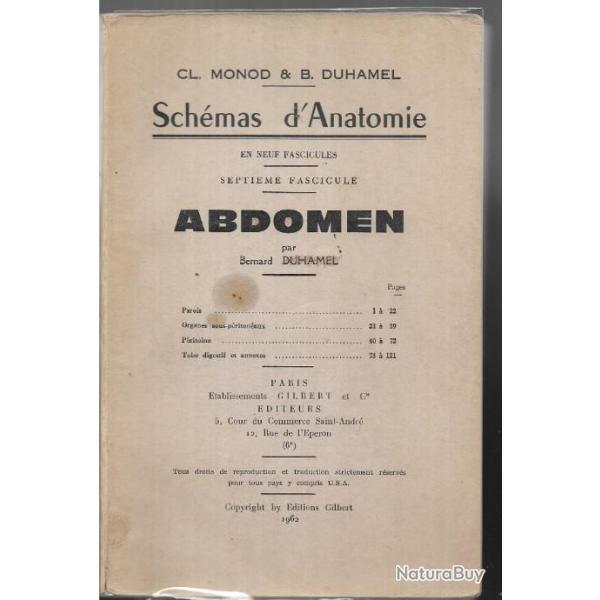 CL. MONOD & B. DUHAMEL
Schémas d'Anatomie
EN NEUF FASCICULES
SEPTIEME FASCICULE
ABDOMEN
par
Bernard DUHAMEL
Pages
Parois .......... 1 à 22
Organes sous-péritonéaux .......... 23 à 39
Péritoine .......... 40 à 72
Tube digestif et annexes .......... 73 à 121
PARIS
Etablissements GILBERT et Cie
EDITEURS
5, Cour du Commerce Saint-André
12, Rue de l'Eperon
(6e)
Tous droits de reproduction et traduction strictement réservés
pour tous pays y compris U.S.A.
Copyright by Editions Gilbert
1962
NaturaBuy